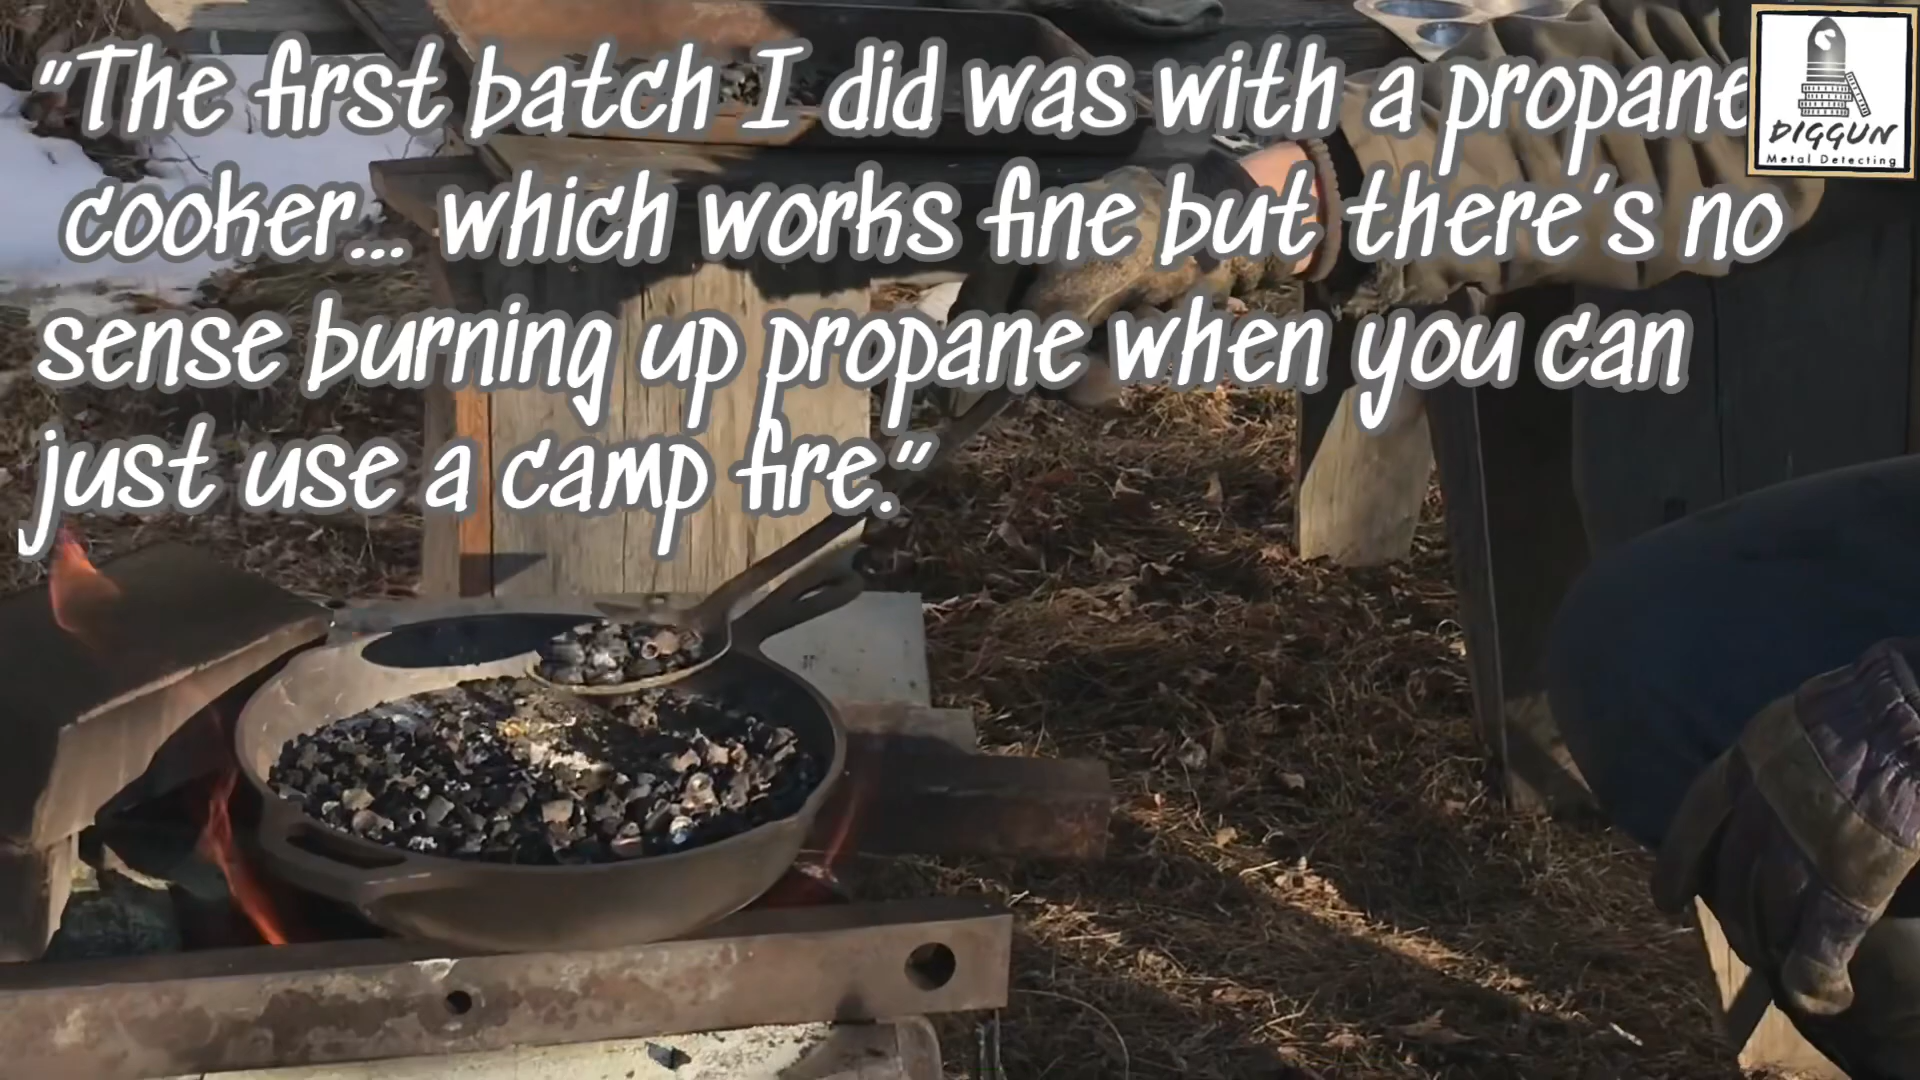 "The first batch I did was with a propane
cooker... which works fine but there's no
sense burning up propane when you can
just use a camp fire."
DIGGUN
Metal Detecting